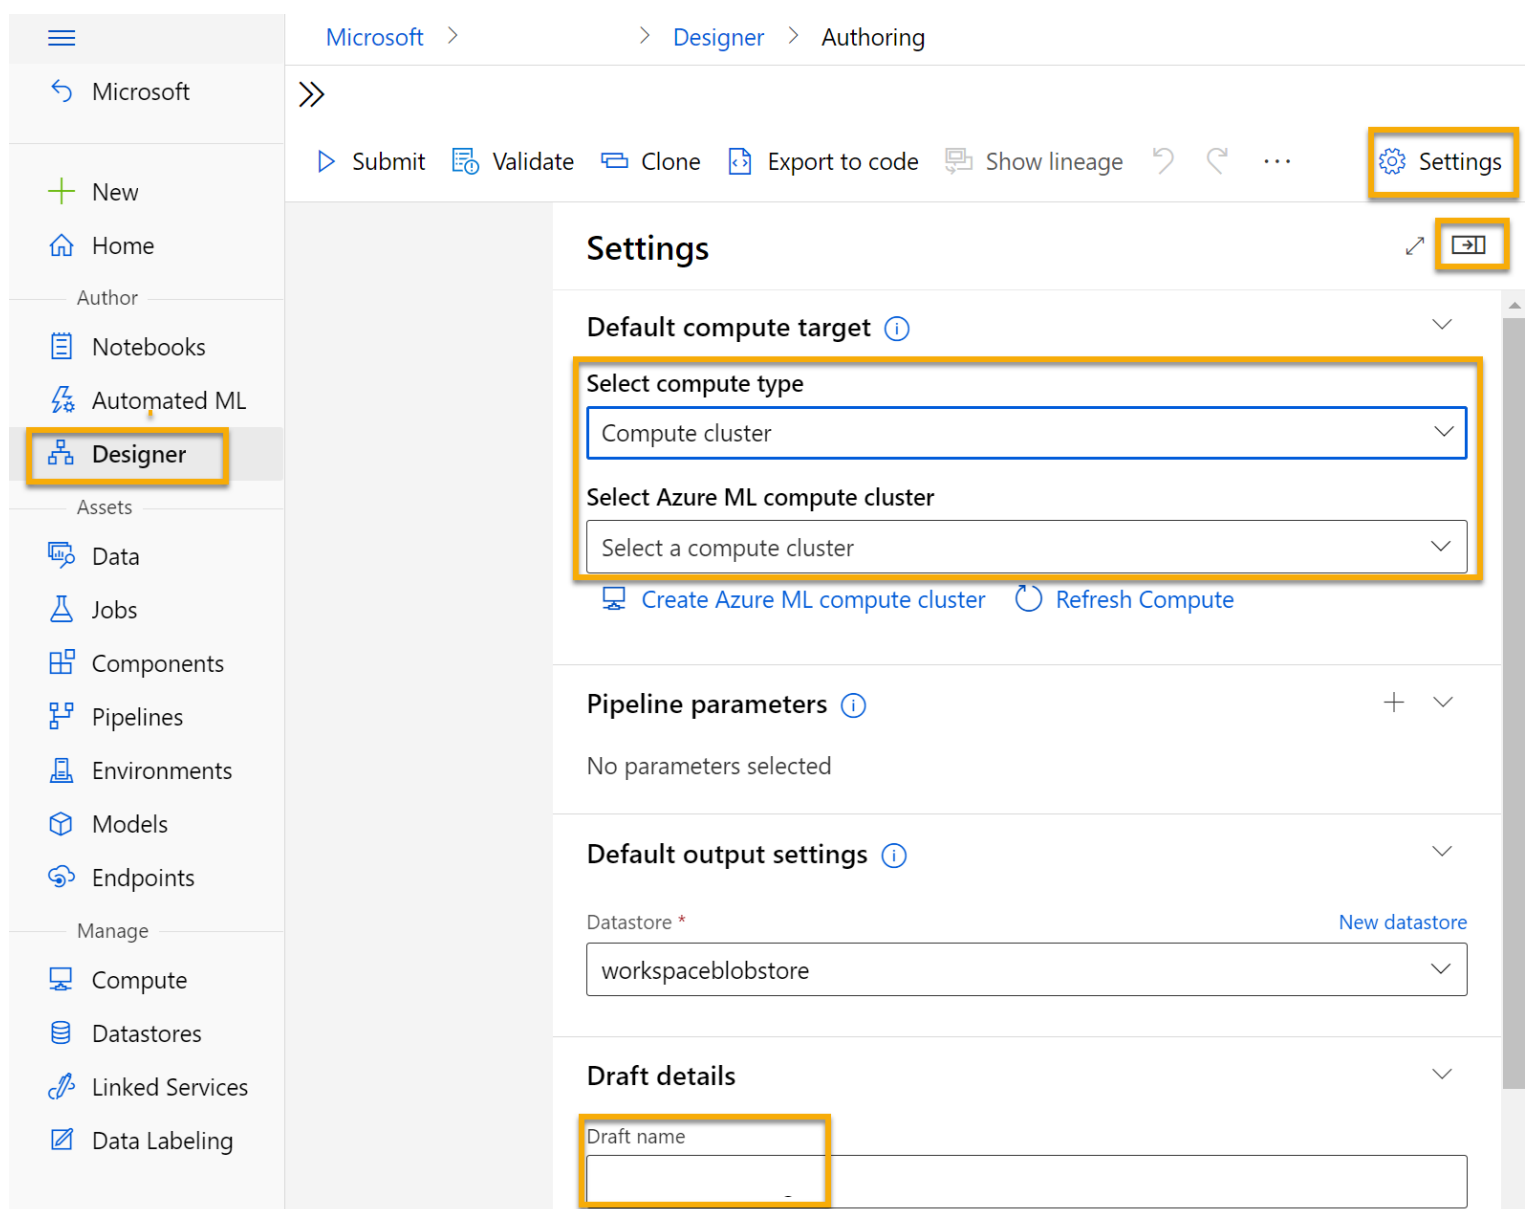 Microsoft > > Designer > Authoring
Microsoft
Submit Validate Clone Export to code Show lineage ... Settings
New
Home
Author
Notebooks
Automated ML
Designer
Assets
Data
Jobs
Components
Pipelines
Environments
Models
Endpoints
Manage
Compute
Datastores
Linked Services
Data Labeling
Settings
Default compute target
Select compute type
Compute cluster
Select Azure ML compute cluster
Select a compute cluster
Create Azure ML compute cluster Refresh Compute
Pipeline parameters
No parameters selected
Default output settings
Datastore * New datastore
workspaceblobstore
Draft details
Draft name